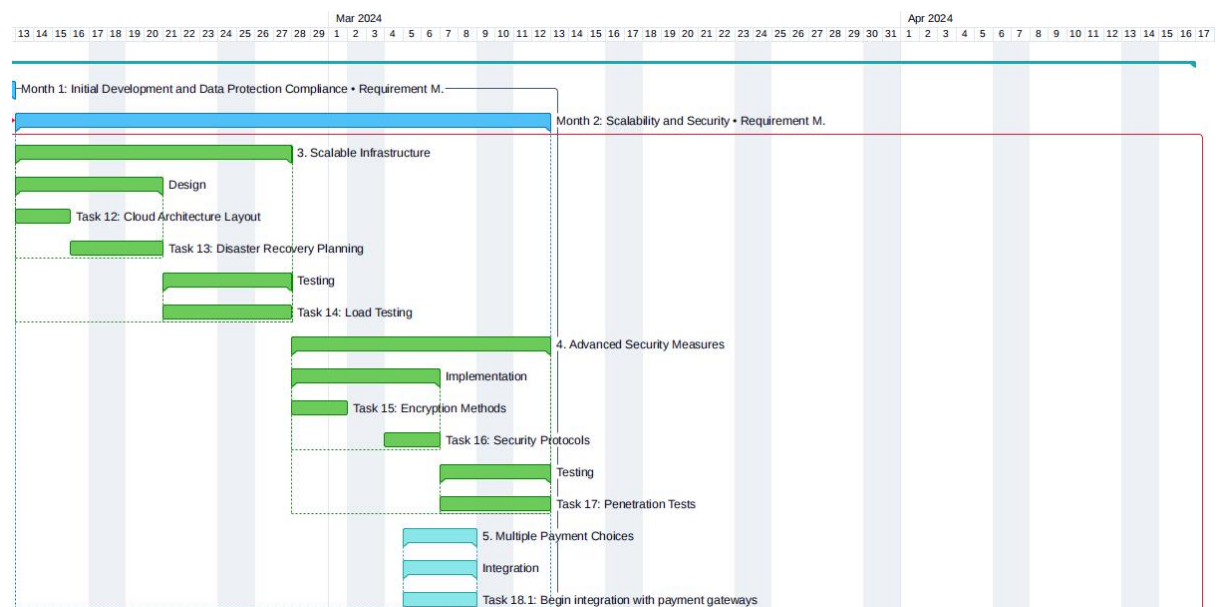 Mar 2024 Apr 2024
13 14 15 16 17 18 19 20 21 22 23 24 25 26 27 28 29 1 2 3 4 5 6 7 8 9 10 11 12 13 14 15 16 17 18 19 20 21 22 23 24 25 26 27 28 29 30 31 1 2 3 4 5 6 7 8 9 10 11 12 13 14 15 16 17
Month 1: Initial Development and Data Protection Compliance • Requirement M.
Month 2: Scalability and Security • Requirement M.
3. Scalable Infrastructure
Design
Task 12: Cloud Architecture Layout
Task 13: Disaster Recovery Planning
Testing
Task 14: Load Testing
4. Advanced Security Measures
Implementation
Task 15: Encryption Methods
Task 16: Security Protocols
Testing
Task 17: Penetration Tests
5. Multiple Payment Choices
Integration
Task 18.1: Begin integration with payment gateways